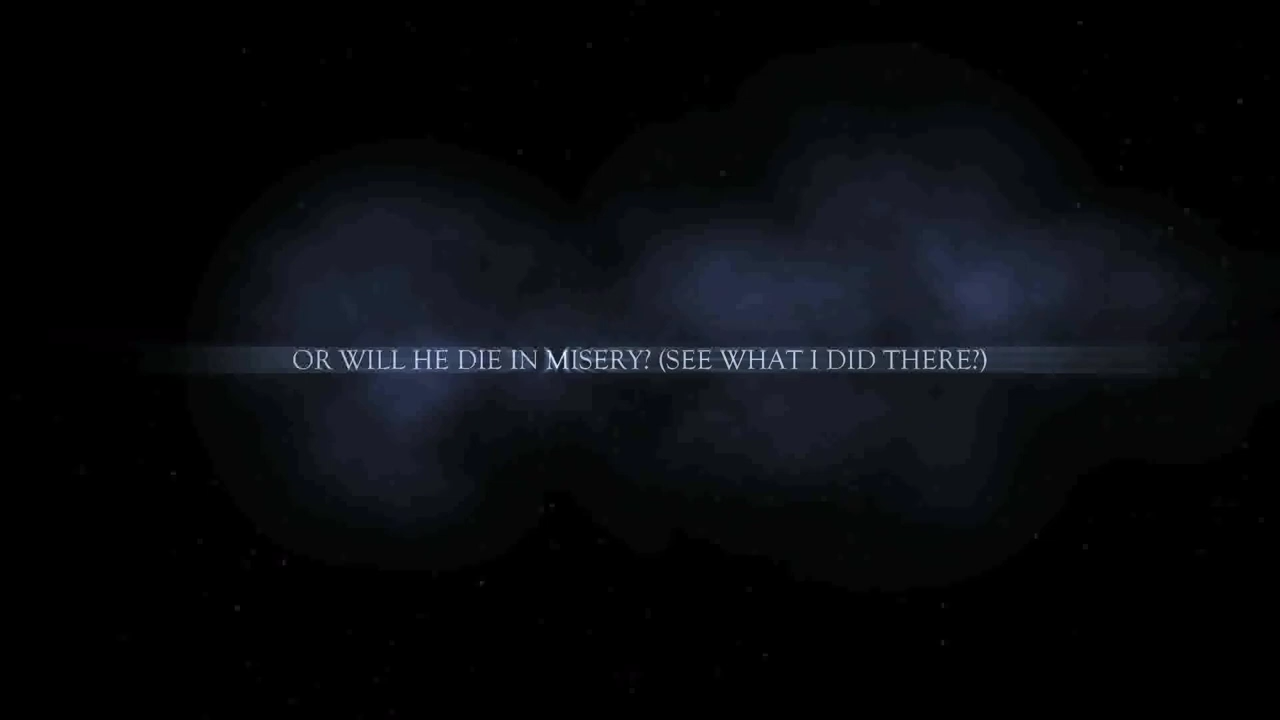 OR WILL HE DIE IN MISERY? (SEE WHAT I DID THERE?)